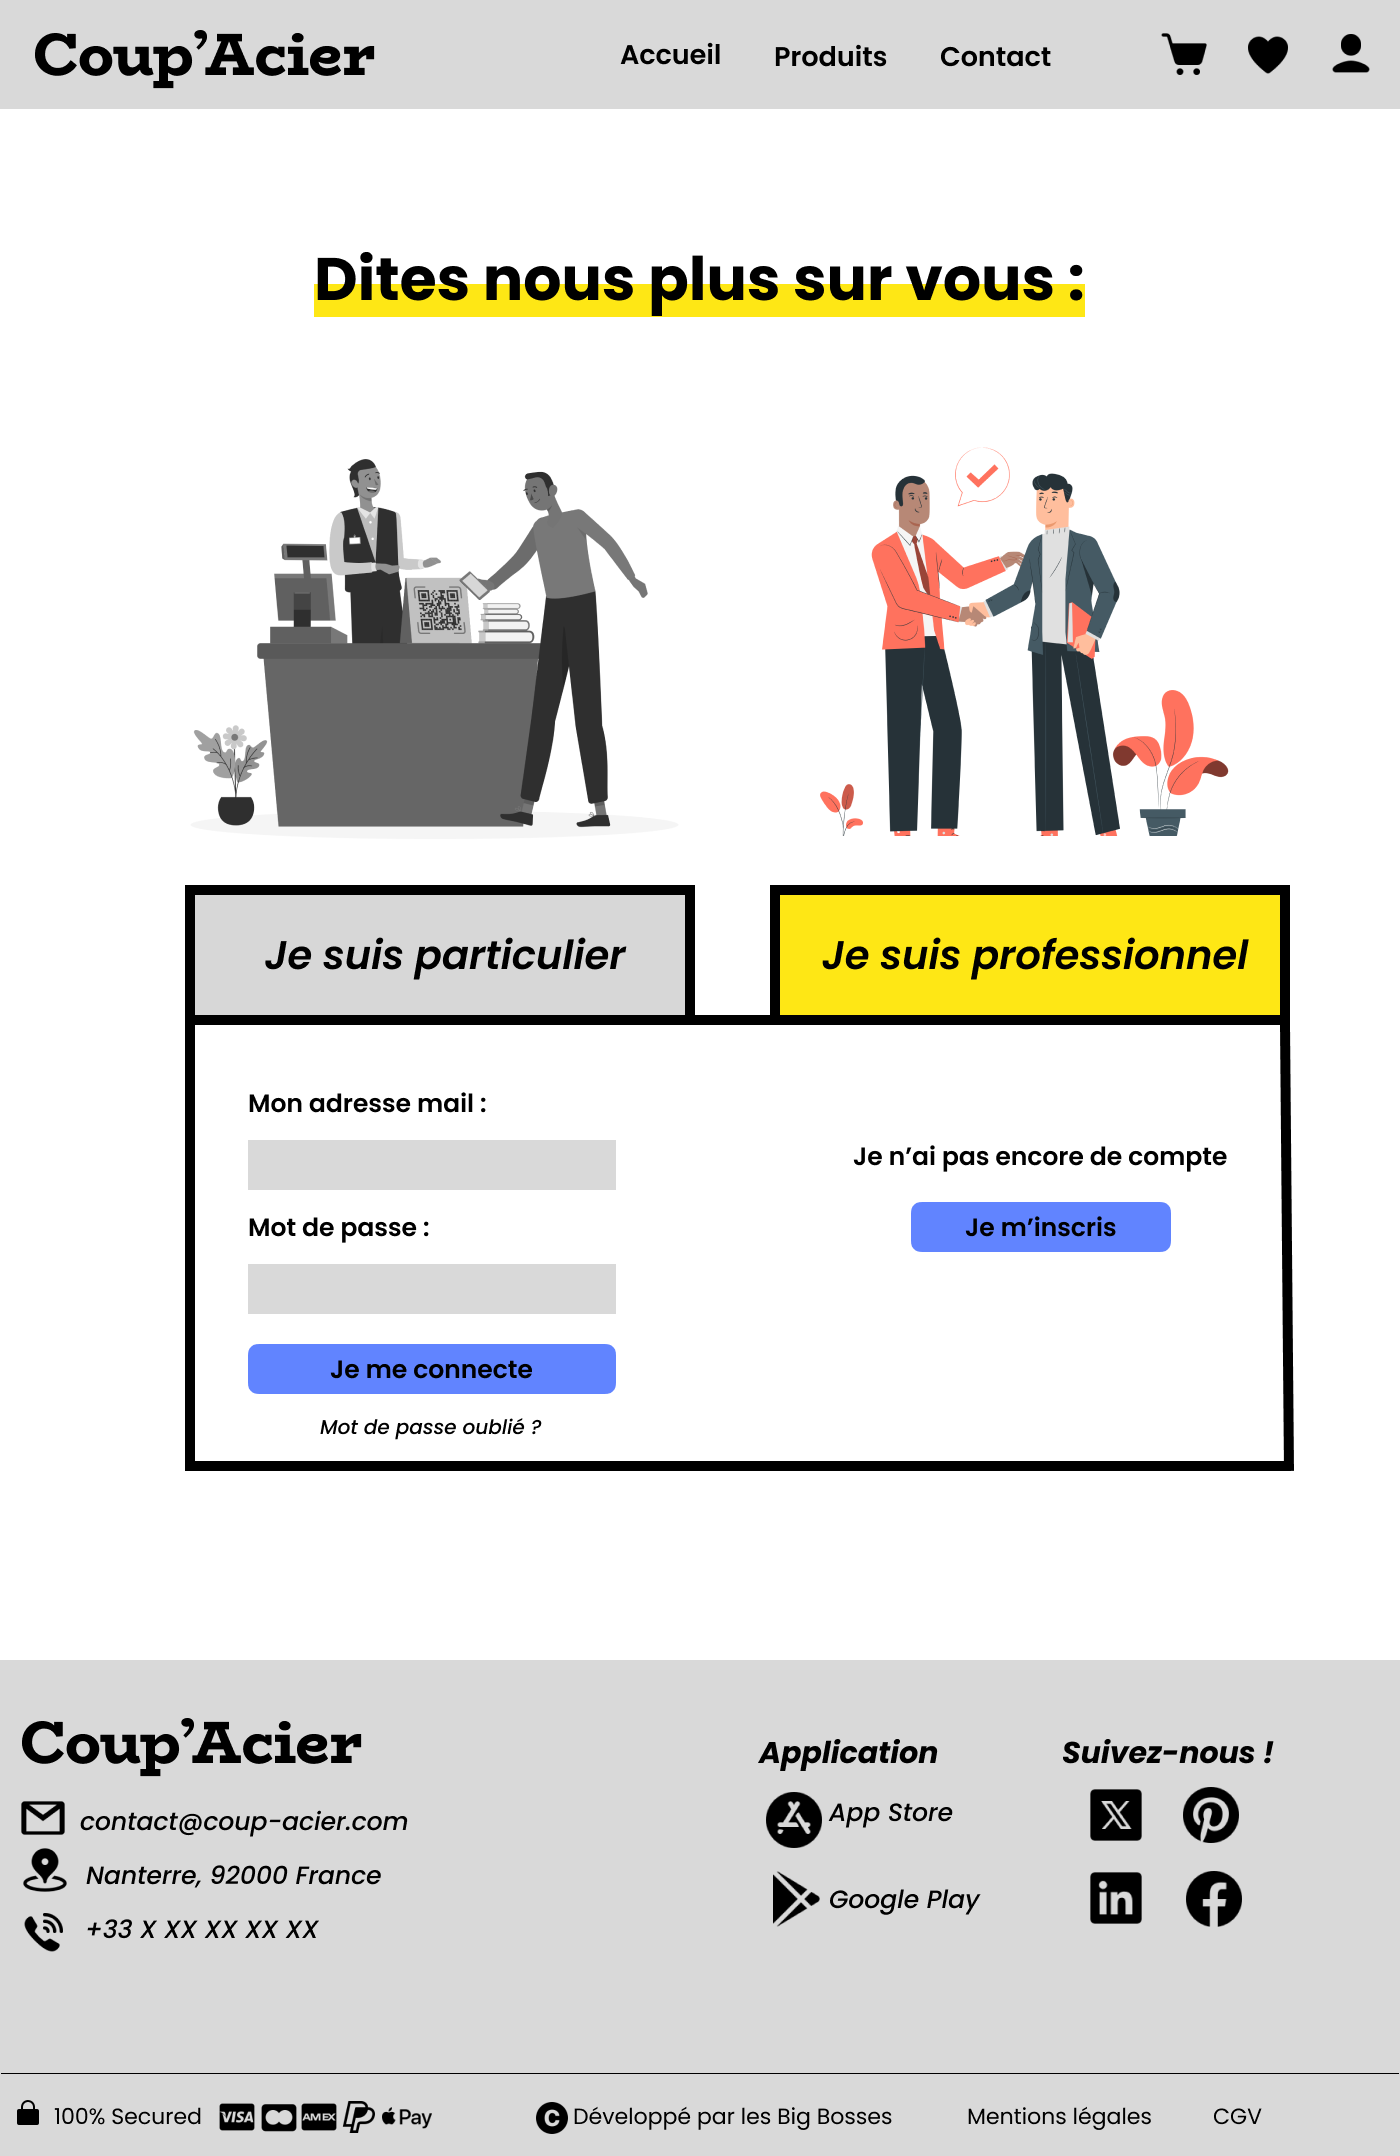 Coup’Acier
Accueil Produits Contact
Dites nous plus sur vous :
Je suis particulier
Je suis professionnel
Mon adresse mail :
Mot de passe :
Je me connecte
Mot de passe oublié ?
Je n’ai pas encore de compte
Je m’inscris
Coup’Acier
contact@coup-acier.com
Nanterre, 92000 France
+33 X XX XX XX XX
Application
App Store
Google Play
Suivez-nous !
X
in
100% Secured VISA AMEX Pay
C Développé par les Big Bosses
Mentions légales
CGV